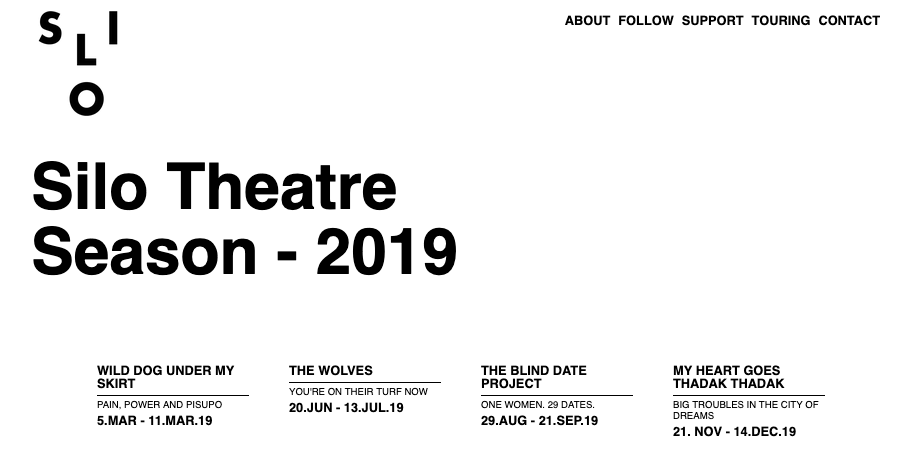 S I
L
O
ABOUT FOLLOW SUPPORT TOURING CONTACT
Silo Theatre
Season - 2019
WILD DOG UNDER MY
SKIRT
PAIN, POWER AND PISUPO
5.MAR - 11.MAR.19
THE WOLVES
YOU'RE ON THEIR TURF NOW
20.JUN - 13.JUL.19
THE BLIND DATE
PROJECT
ONE WOMEN. 29 DATES.
29.AUG - 21.SEP.19
MY HEART GOES
THADAK THADAK
BIG TROUBLES IN THE CITY OF
DREAMS
21. NOV - 14.DEC.19